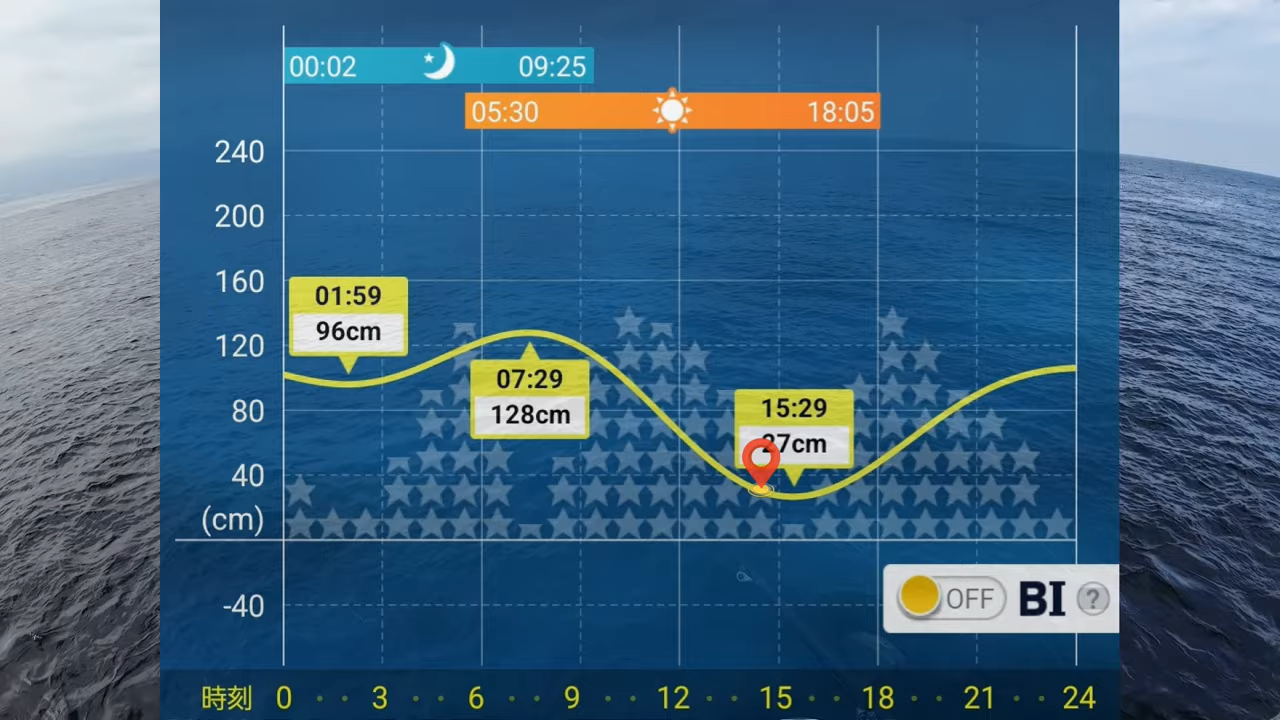 00:02 09:25
05:30 18:05
240
200
160
120
80
40
(cm)
-40
01:59
96cm
07:29
128cm
15:29
27cm
OFF BI ?
時刻 0 3 6 9 12 15 18 21 24